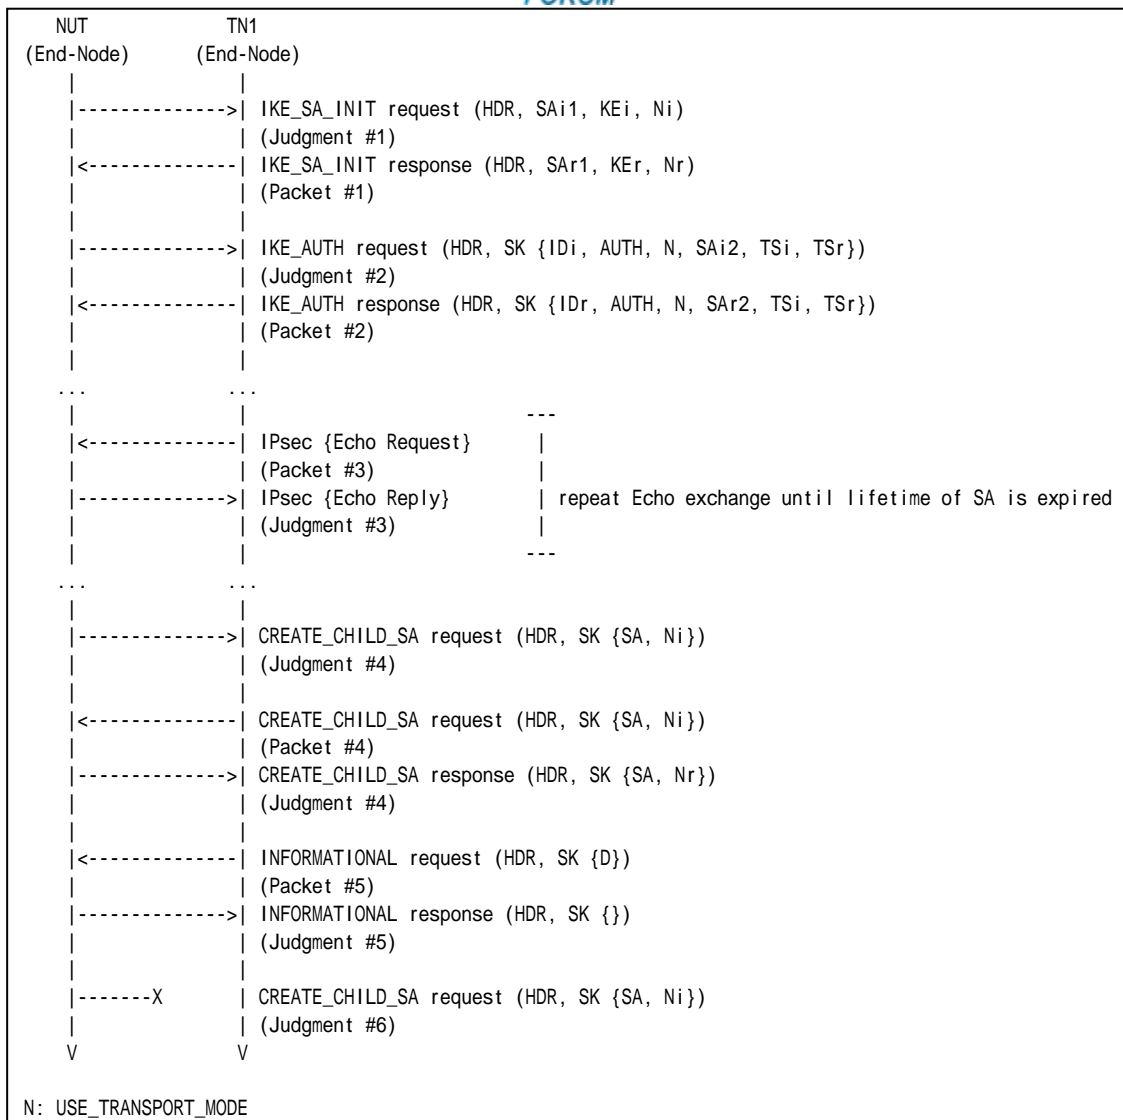 FORUM
NUT TN1
(End-Node) (End-Node)
| |
|-------------->| IKE_SA_INIT request (HDR, SAi1, KEi, Ni)
| | (Judgment #1)
|<--------------| IKE_SA_INIT response (HDR, SAr1, KEr, Nr)
| | (Packet #1)
| |
|-------------->| IKE_AUTH request (HDR, SK {IDi, AUTH, N, SAi2, TSi, TSr})
| | (Judgment #2)
|<--------------| IKE_AUTH response (HDR, SK {IDr, AUTH, N, SAr2, TSi, TSr})
| | (Packet #2)
| |
... ...
| | ---
|<--------------| IPsec {Echo Request} |
| | (Packet #3) |
|-------------->| IPsec {Echo Reply} | repeat Echo exchange until lifetime of SA is expired
| | (Judgment #3) |
| | ---
... ...
| |
|-------------->| CREATE_CHILD_SA request (HDR, SK {SA, Ni})
| | (Judgment #4)
| |
|<--------------| CREATE_CHILD_SA request (HDR, SK {SA, Ni})
| | (Packet #4)
|-------------->| CREATE_CHILD_SA response (HDR, SK {SA, Nr})
| | (Judgment #4)
| |
|<--------------| INFORMATIONAL request (HDR, SK {D})
| | (Packet #5)
|-------------->| INFORMATIONAL response (HDR, SK {})
| | (Judgment #5)
| |
|-------X | CREATE_CHILD_SA request (HDR, SK {SA, Ni})
| | (Judgment #6)
V V
N: USE_TRANSPORT_MODE